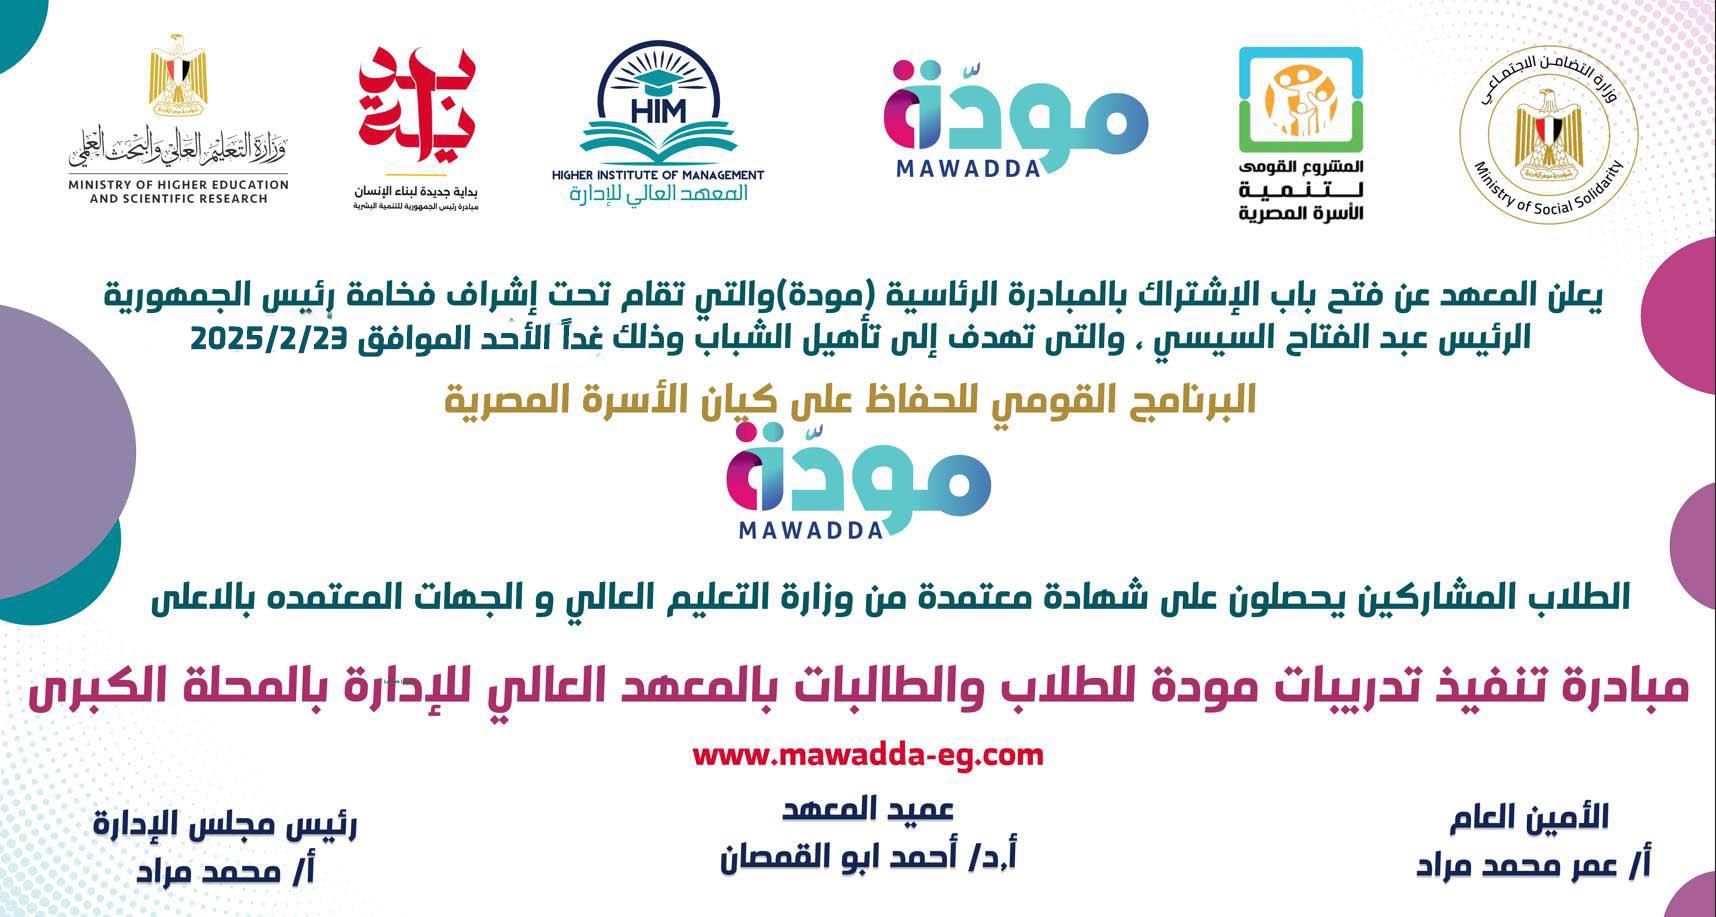 وزارة التضامن الاجتماعي
Ministry of Social Solidarity
المشروع القومى
لتنمية
الأسرة المصرية
مودّة
MAWADDA
HIM
HIGHER INSTITUTE OF MANAGEMENT
المعهد العالي للإدارة
بداية
بداية جديدة لبناء الإنسان
مبادرة رئيس الجمهورية للتنمية البشرية
وزارة التعليم العالي والبحث العلمي
MINISTRY OF HIGHER EDUCATION
AND SCIENTIFIC RESEARCH
يعلن المعهد عن فتح باب الإشتراك بالمبادرة الرئاسية (مودة)والتي تقام تحت إشراف فخامة رئيس الجمهورية
الرئيس عبد الفتاح السيسي ، والتى تهدف إلى تأهيل الشباب وذلك غداً الأحد الموافق 2025/2/23
البرنامج القومي للحفاظ على كيان الأسرة المصرية
مودّة
MAWADDA
الطلاب المشاركين يحصلون على شهادة معتمدة من وزارة التعليم العالي و الجهات المعتمده بالاعلى
مبادرة تنفيذ تدريبات مودة للطلاب والطالبات بالمعهد العالي للإدارة بالمحلة الكبرى
www.mawadda-eg.com
الأمين العام
أ/ عمر محمد مراد
عميد المعهد
أ.د/ أحمد ابو القمصان
رئيس مجلس الإدارة
أ/ محمد مراد